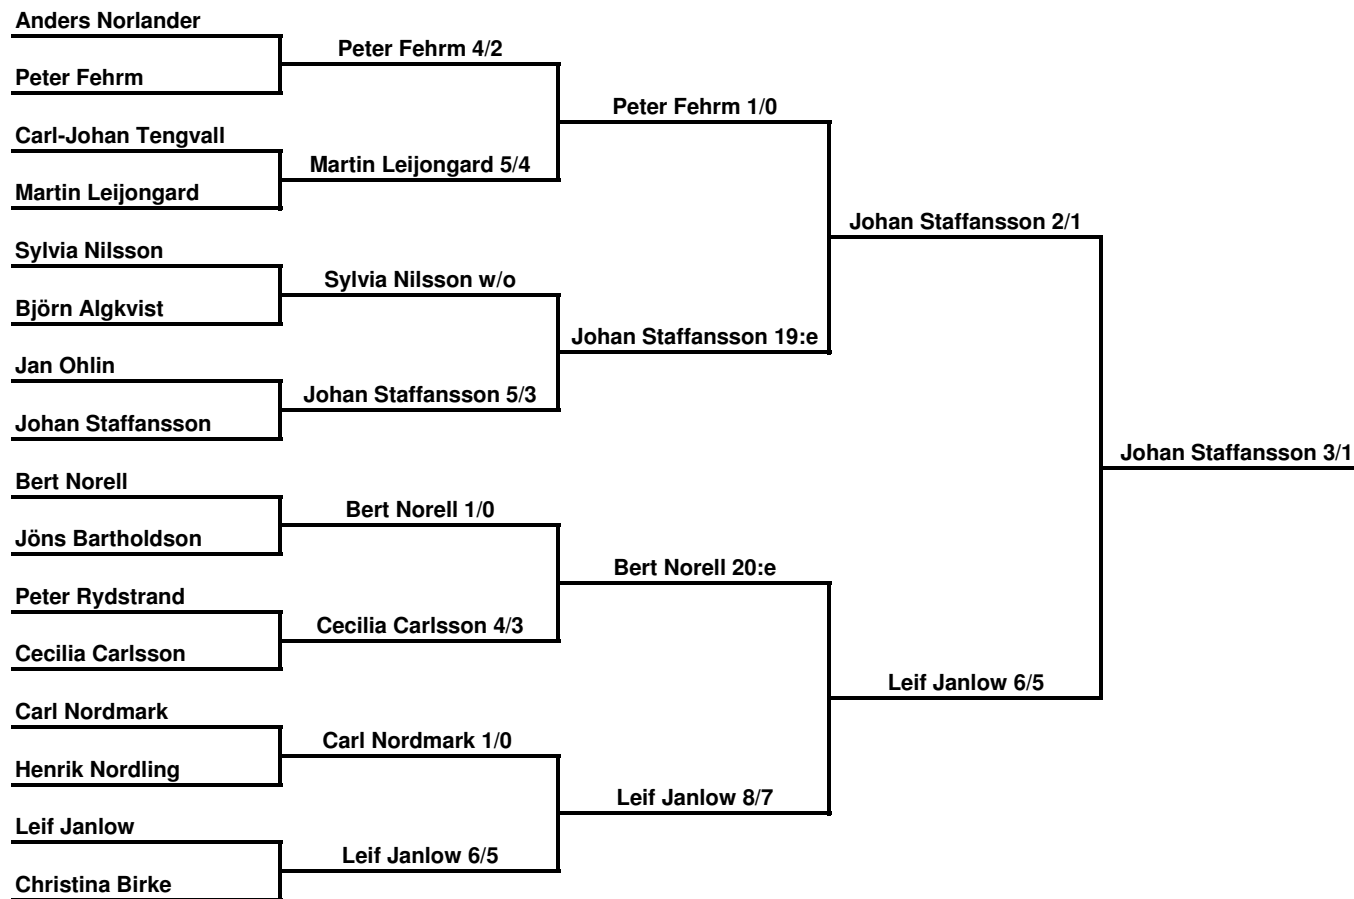 Anders Norlander
Peter Fehrm 4/2
Peter Fehrm
Peter Fehrm 1/0
Carl-Johan Tengvall
Martin Leijongard 5/4
Martin Leijongard
Johan Staffansson 2/1
Sylvia Nilsson
Sylvia Nilsson w/o
Björn Algkvist
Johan Staffansson 19:e
Jan Ohlin
Johan Staffansson 5/3
Johan Staffansson
Johan Staffansson 3/1
Bert Norell
Bert Norell 1/0
Jöns Bartholdson
Bert Norell 20:e
Peter Rydstrand
Cecilia Carlsson 4/3
Cecilia Carlsson
Leif Janlow 6/5
Carl Nordmark
Carl Nordmark 1/0
Henrik Nordling
Leif Janlow 8/7
Leif Janlow
Leif Janlow 6/5
Christina Birke